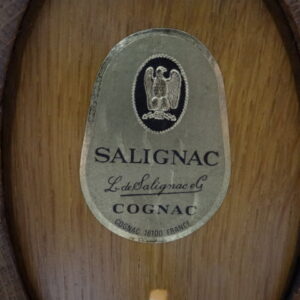 SALIGNAC
L. de Salignac & Co
COGNAC
COGNAC 16100 FRANCE